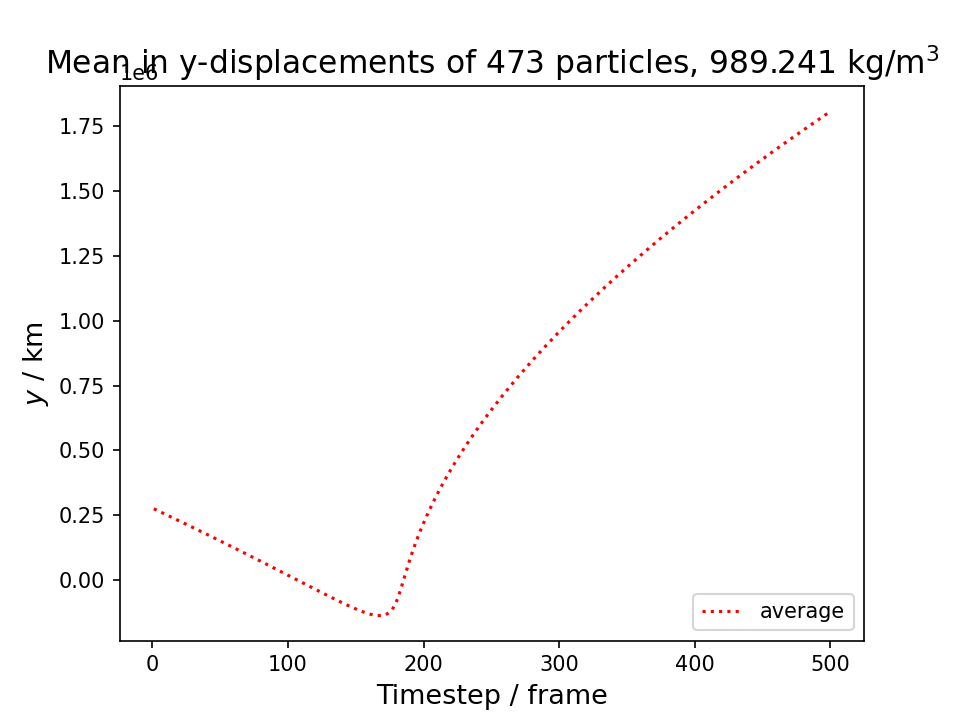 Mean in y-displacements of 473 particles, 989.241 kg/m³
1e6
1.75
1.50
1.25
1.00
0.75
0.50
0.25
0.00
y / km
average
0 100 200 300 400 500
Timestep / frame